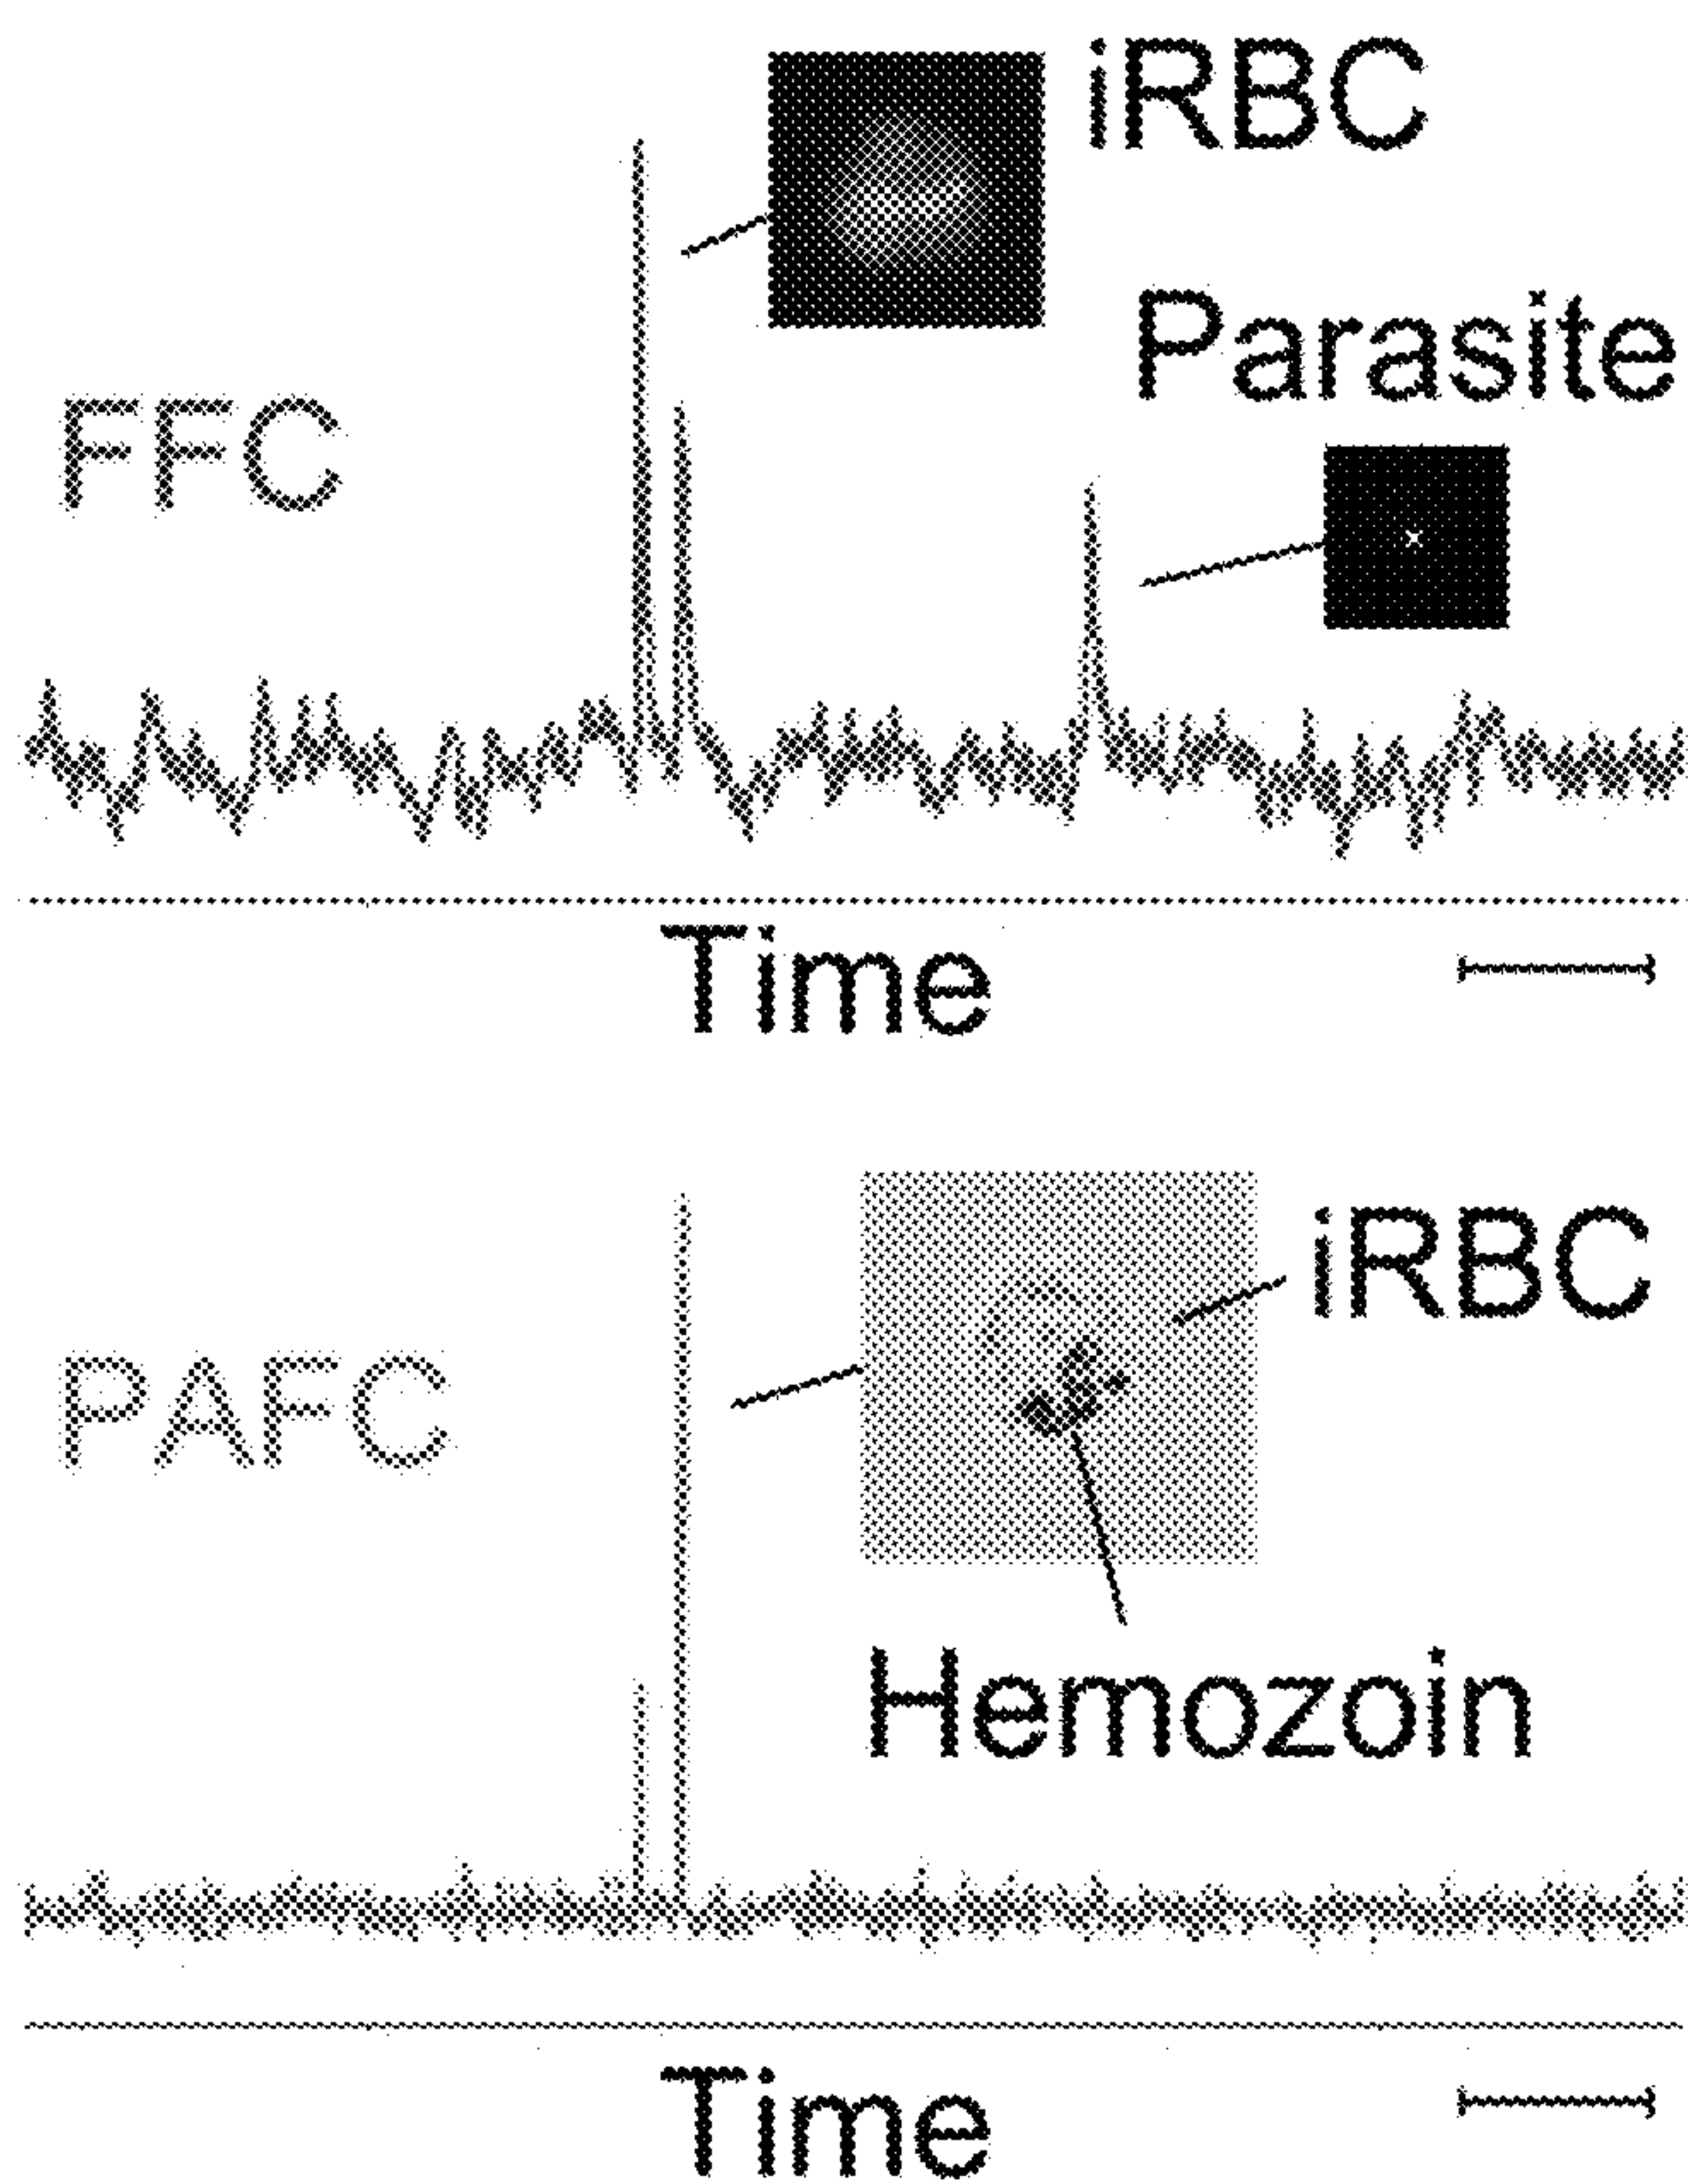 iRBC
Parasite
FFC
Time
iRBC
PAFC
Hemozoin
Time